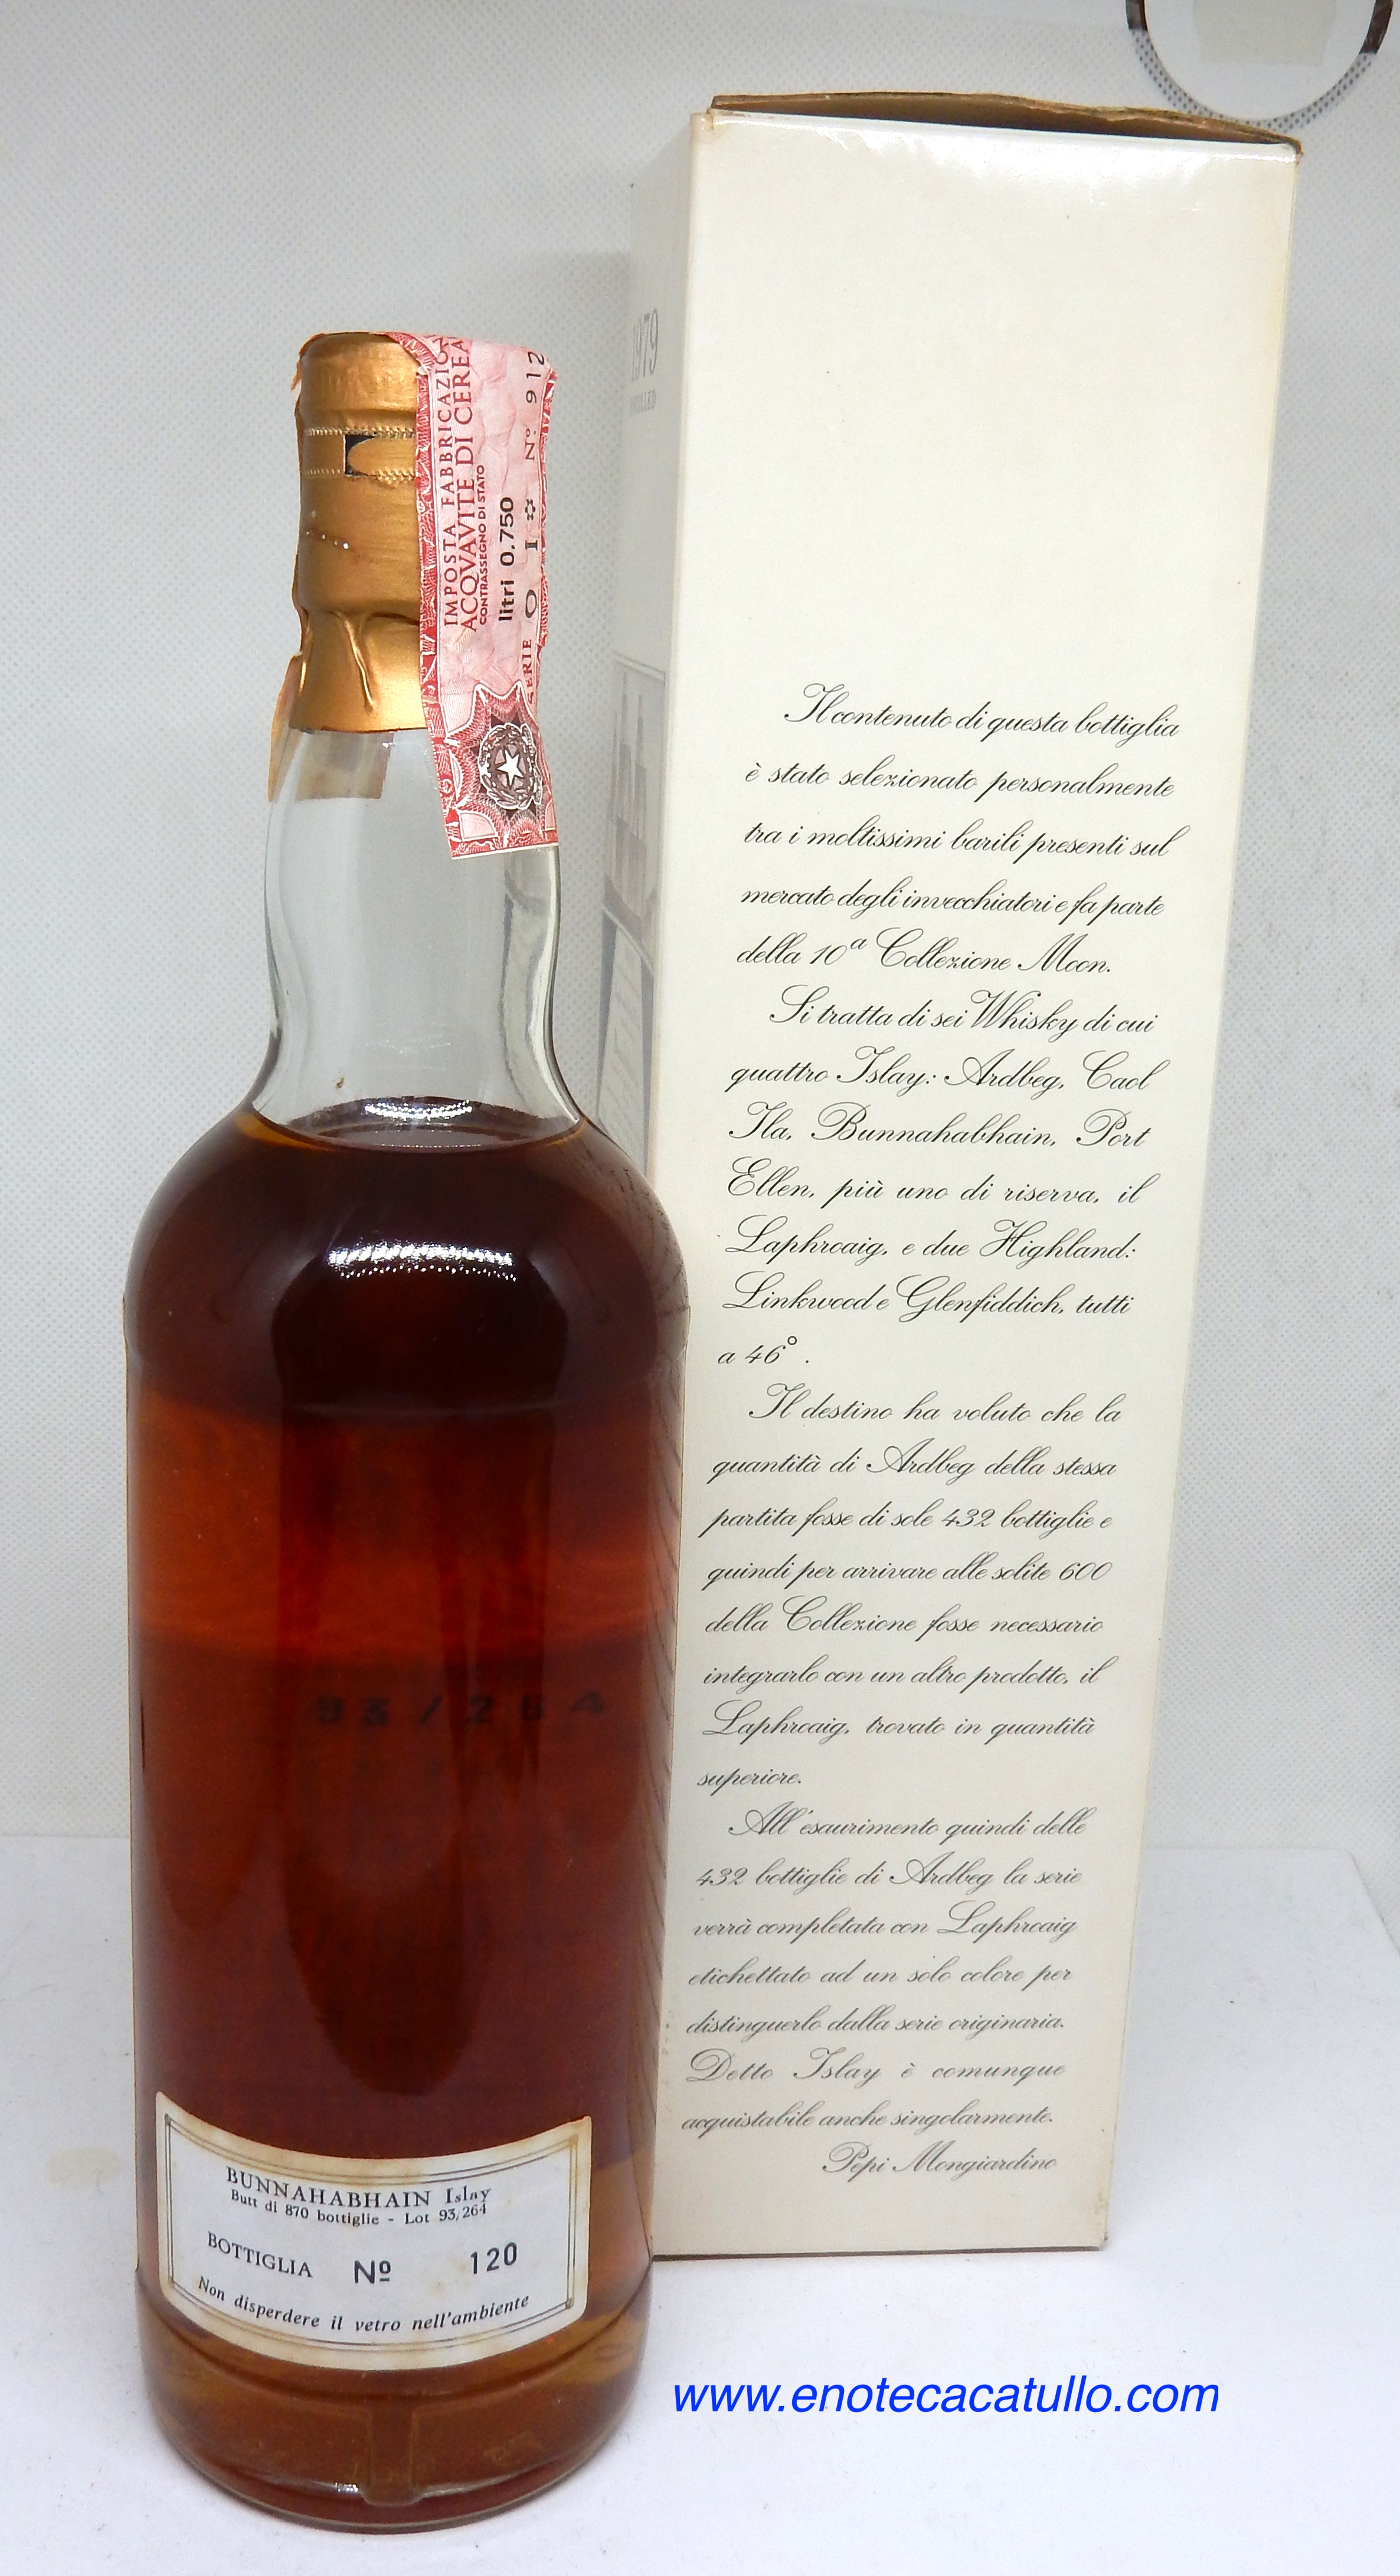 IMPOSTA FABBRICAZIO
ACQVAVITE DI CEREA
CONTRASSEGNO DI STATO
litri 0.750
SERIE O I * Nº 912
1879
Il contenuto di questa bottiglia
è stato selezionato personalmente
tra i moltissimi barili presenti sul
mercato degli invecchiatori e fa parte
della 10ª Collezione Moon.
Si tratta di sei Whisky di cui
quattro Islay: Ardbeg, Caol
Ila, Bunnahabhain, Port
Ellen, più uno di riserva, il
Laphroaig, e due Highland:
Linkwood e Glenfiddich, tutti
a 46°.
Il destino ha voluto che la
quantità di Ardbeg della stessa
partita fosse di sole 432 bottiglie e
quindi per arrivare alle solite 600
della Collezione fosse necessario
integrarlo con un altro prodotto, il
Laphroaig, trovato in quantità
superiore.
All'esaurimento quindi delle
432 bottiglie di Ardbeg la serie
verrà completata con Laphroaig
etichettato ad un solo colore per
distinguerlo dalla serie originaria.
Detto Islay è comunque
acquistabile anche singolarmente.
Pepi Mongiardino
93/264
BUNNAHABHAIN Islay
Butt di 870 bottiglie - Lot 93/264
BOTTIGLIA Nº 120
Non disperdere il vetro nell'ambiente
www.enotecacatullo.com